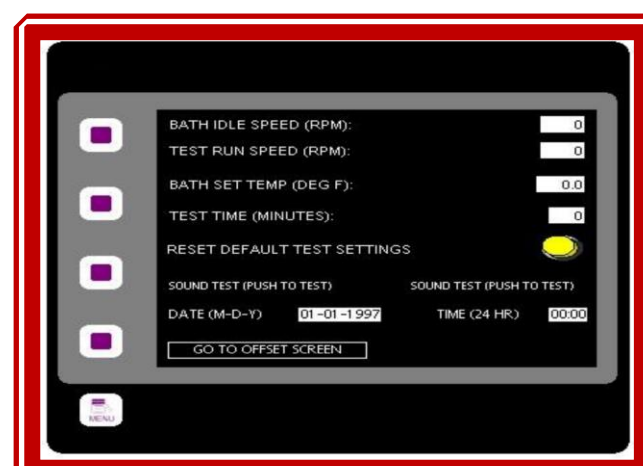 BATH IDLE SPEED (RPM): 0
TEST RUN SPEED (RPM): 0
BATH SET TEMP (DEG F): 0.0
TEST TIME (MINUTES): 0
RESET DEFAULT TEST SETTINGS
SOUND TEST (PUSH TO TEST) SOUND TEST (PUSH TO TEST)
DATE (M-D-Y) 01-01-1997 TIME (24 HR) 00:00
GO TO OFFSET SCREEN
MENU